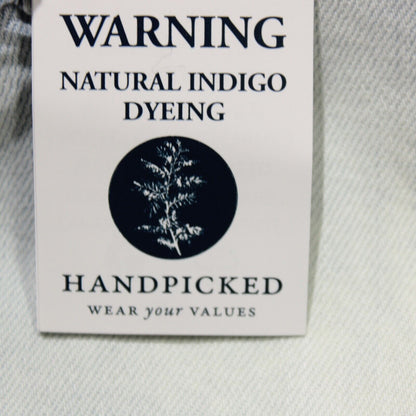 WARNING
NATURAL INDIGO
DYEING
HANDPICKED
WEAR your VALUES